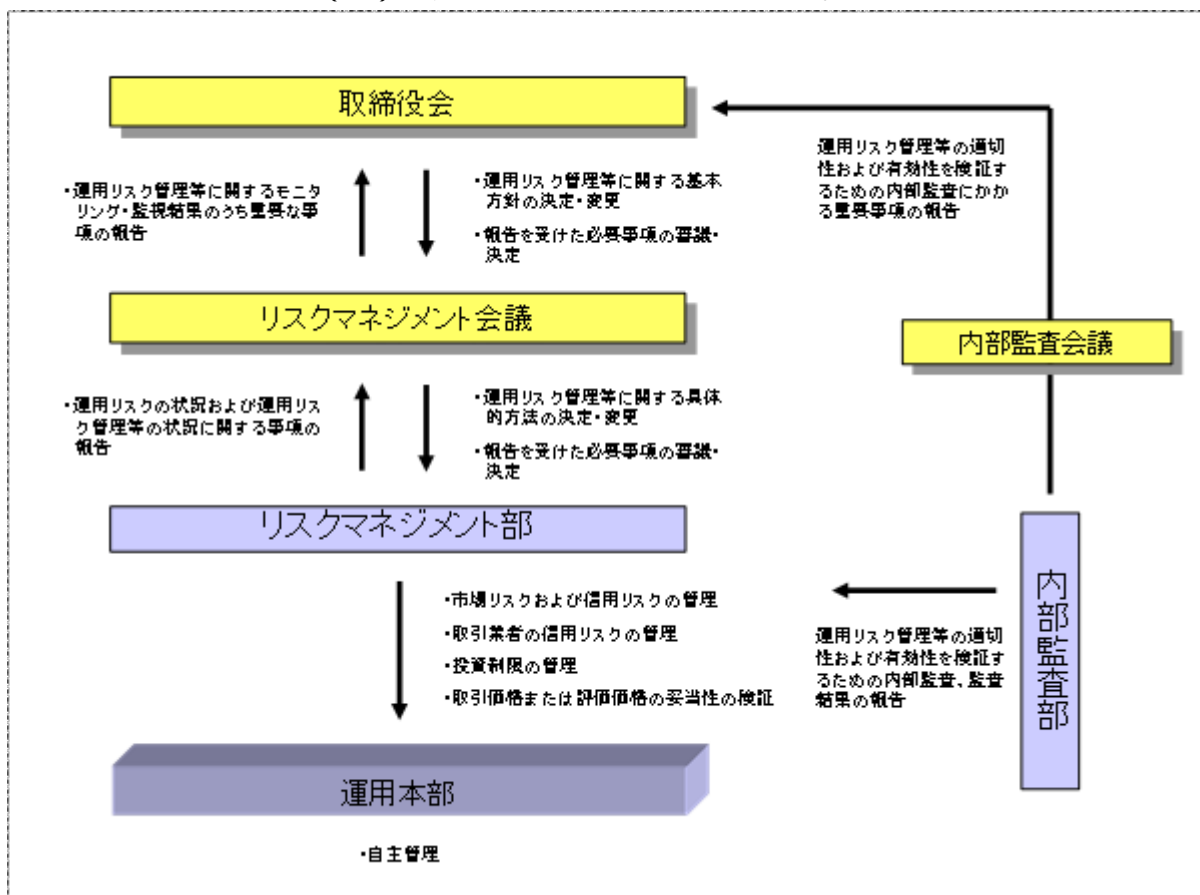 取締役会
・運用リスク管理等に関するモニタ
リング・監視結果のうち重要な事
項の報告
・運用リスク管理等に関する基本
方針の決定・変更
・報告を受けた必要事項の審議・
決定
運用リスク管理等の適切
性および有効性を検証す
るための内部監査にかか
る重要事項の報告
リスクマネジメント会議
内部監査会議
・運用リスクの状況および運用リス
ク管理等の状況に関する事項の
報告
・運用リスク管理等に関する具体
的方法の決定・変更
・報告を受けた必要事項の審議・
決定
リスクマネジメント部
・市場リスクおよび信用リスクの管理
・取引業者の信用リスクの管理
・投資制限の管理
・取引価格または評価価格の妥当性の検証
運用リスク管理等の適切
性および有効性を検証す
るための内部監査、監査
結果の報告
内部監査部
運用本部
・自主管理